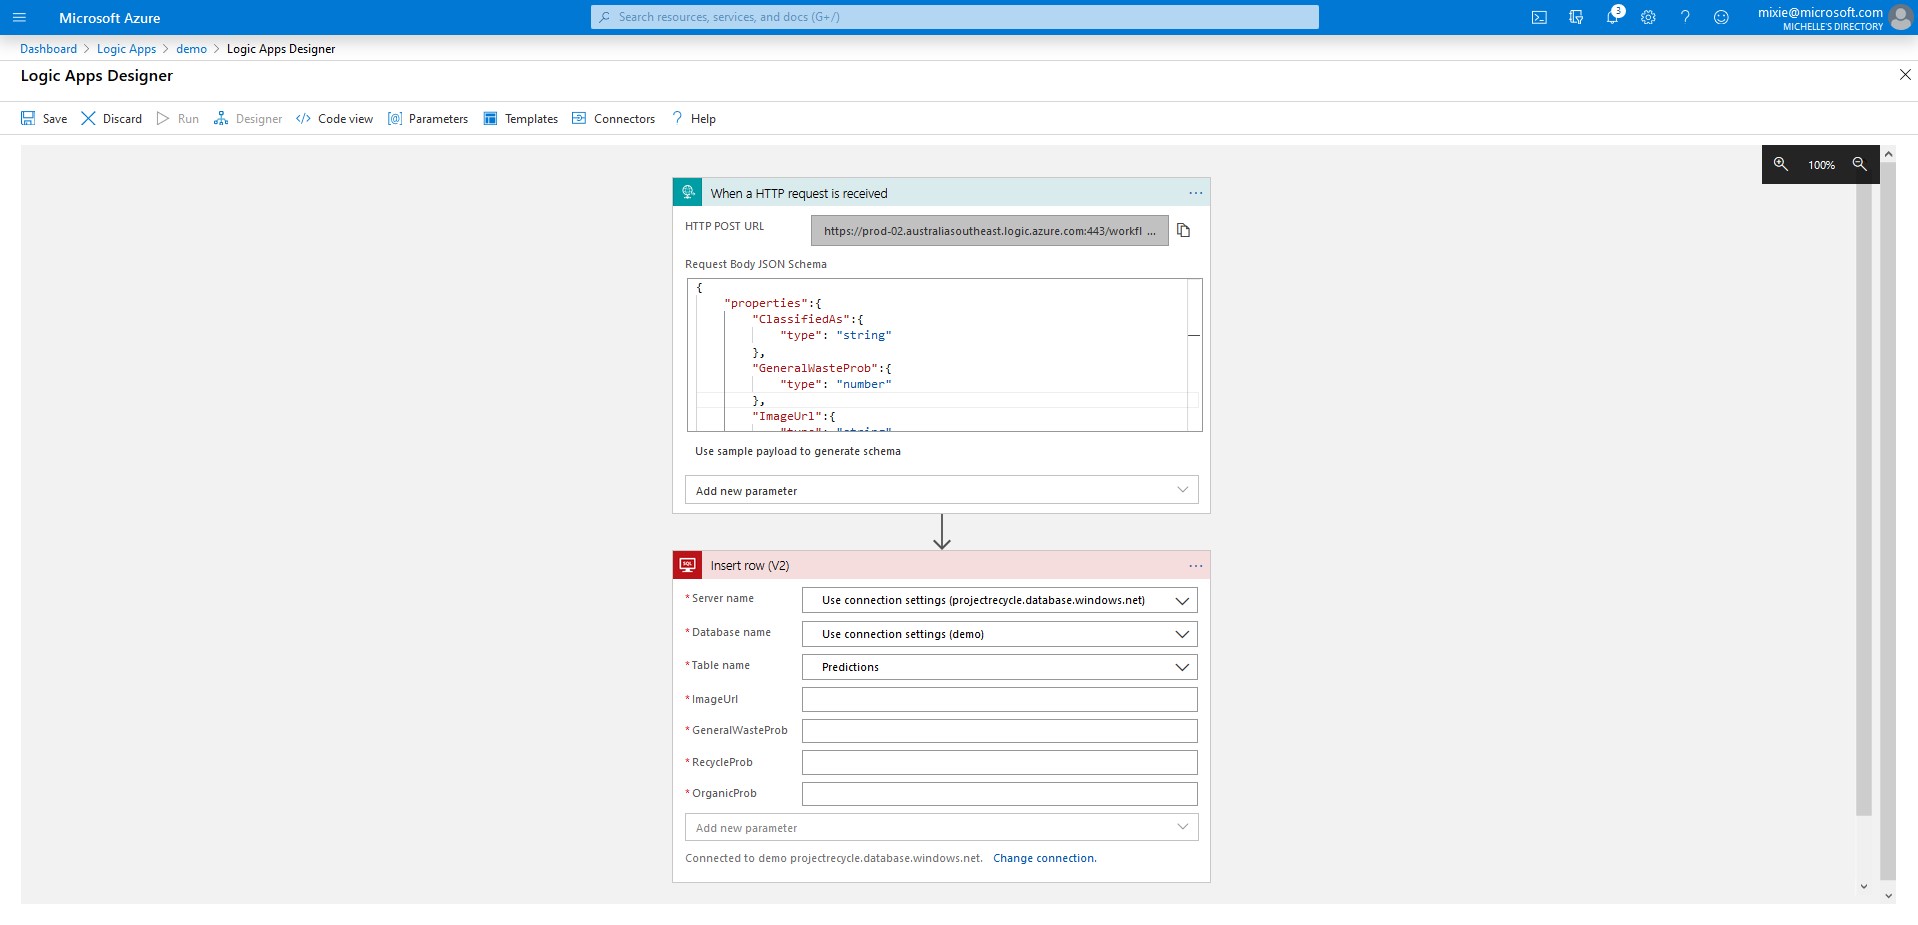 Microsoft Azure
Search resources, services, and docs (G+/)
3
mixie@microsoft.com
MICHELLE'S DIRECTORY
Dashboard > Logic Apps > demo > Logic Apps Designer
Logic Apps Designer
Save Discard Run Designer </> Code view [@] Parameters Templates Connectors ? Help
100%
When a HTTP request is received ...
HTTP POST URL
https://prod-02.australiasoutheast.logic.azure.com:443/workfl ...
Request Body JSON Schema
{
"properties":{
"ClassifiedAs":{
"type": "string"
},
"GeneralWasteProb":{
"type": "number"
},
"ImageUrl":{
"type": "string"
Use sample payload to generate schema
Add new parameter
SQL
Insert row (V2) ...
* Server name
Use connection settings (projectrecycle.database.windows.net)
* Database name
Use connection settings (demo)
* Table name
Predictions
* ImageUrl
* GeneralWasteProb
* RecycleProb
* OrganicProb
Add new parameter
Connected to demo projectrecycle.database.windows.net. Change connection.